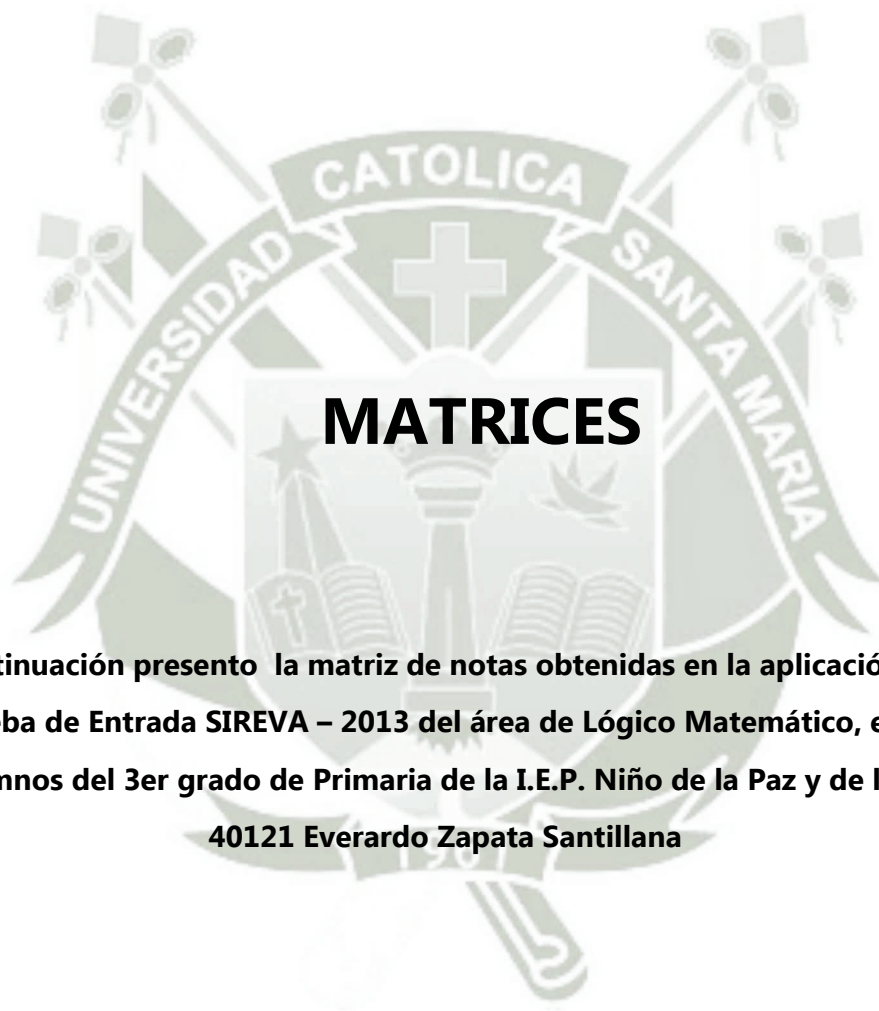 CATOLICA
UNIVERSIDAD
SANTA MARIA
MATRICES
tinuación presento la matriz de notas obtenidas en la aplicació
ba de Entrada SIREVA – 2013 del área de Lógico Matemático, e
nnos del 3er grado de Primaria de la I.E.P. Niño de la Paz y de l
40121 Everardo Zapata Santillana
1961